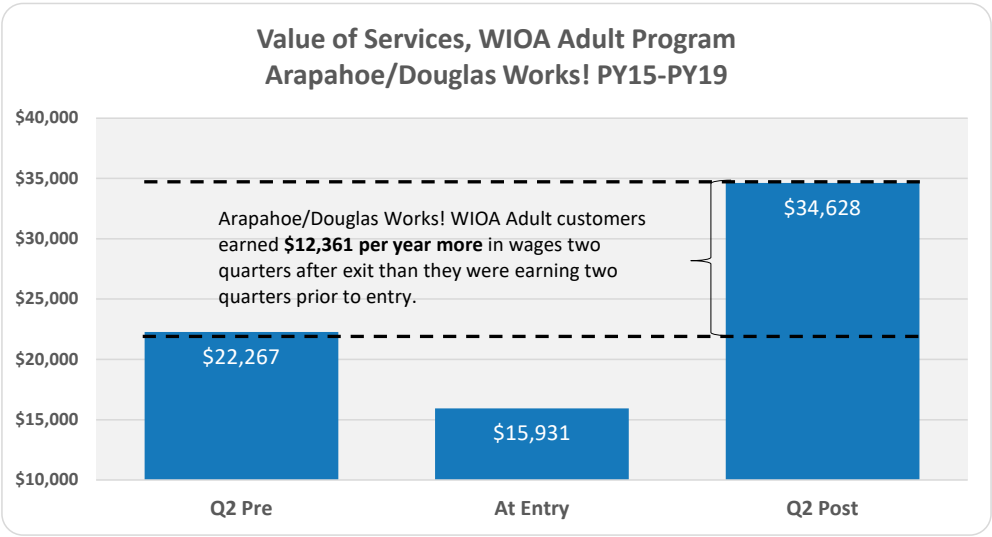 Value of Services, WIOA Adult Program
Arapahoe/Douglas Works! PY15-PY19
$40,000
$35,000
$30,000
$25,000
$20,000
$15,000
$10,000
Arapahoe/Douglas Works! WIOA Adult customers
earned $12,361 per year more in wages two
quarters after exit than they were earning two
quarters prior to entry.
$22,267
$15,931
$34,628
Q2 Pre
At Entry
Q2 Post